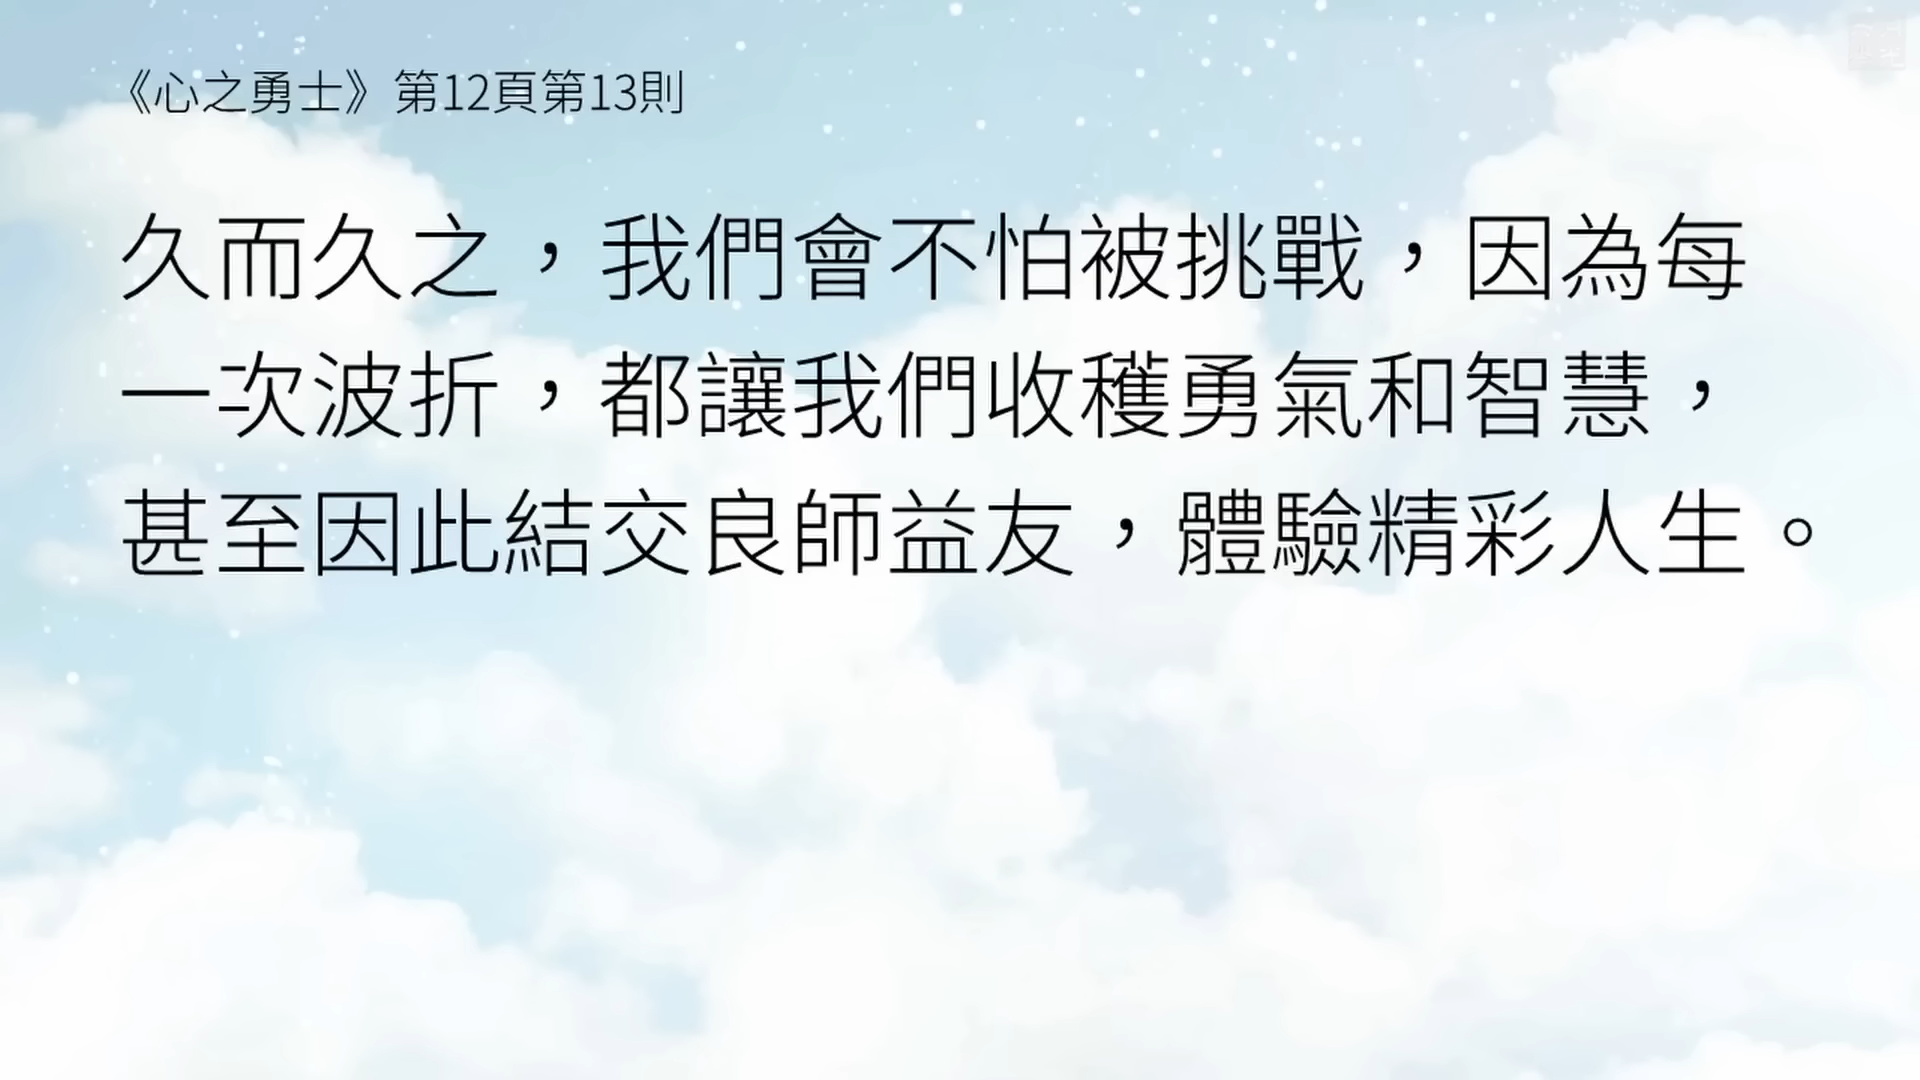 《心之勇士》第12頁第13則
久而久之，我們會不怕被挑戰，因為每
一次波折，都讓我們收穫勇氣和智慧，
甚至因此結交良師益友，體驗精彩人生。